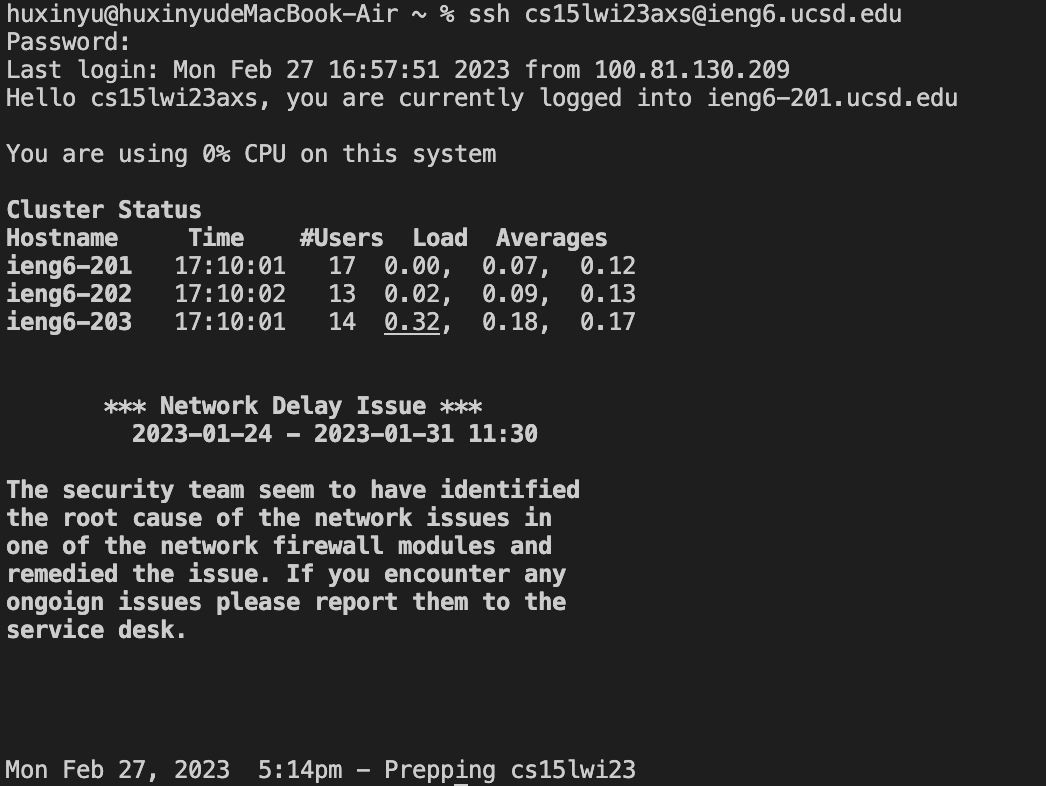 huxinyu@huxinyudeMacBook-Air ~ % ssh cs15lwi23axs@ieng6.ucsd.edu
Password:
Last login: Mon Feb 27 16:57:51 2023 from 100.81.130.209
Hello cs15lwi23axs, you are currently logged into ieng6-201.ucsd.edu
You are using 0% CPU on this system
Cluster Status
Hostname     Time    #Users  Load  Averages
ieng6-201   17:10:01   17  0.00,  0.07,  0.12
ieng6-202   17:10:02   13  0.02,  0.09,  0.13
ieng6-203   17:10:01   14  0.32,  0.18,  0.17
*** Network Delay Issue ***
2023-01-24 - 2023-01-31 11:30
The security team seem to have identified
the root cause of the network issues in
one of the network firewall modules and
remedied the issue. If you encounter any
ongoign issues please report them to the
service desk.
Mon Feb 27, 2023  5:14pm - Prepping cs15lwi23